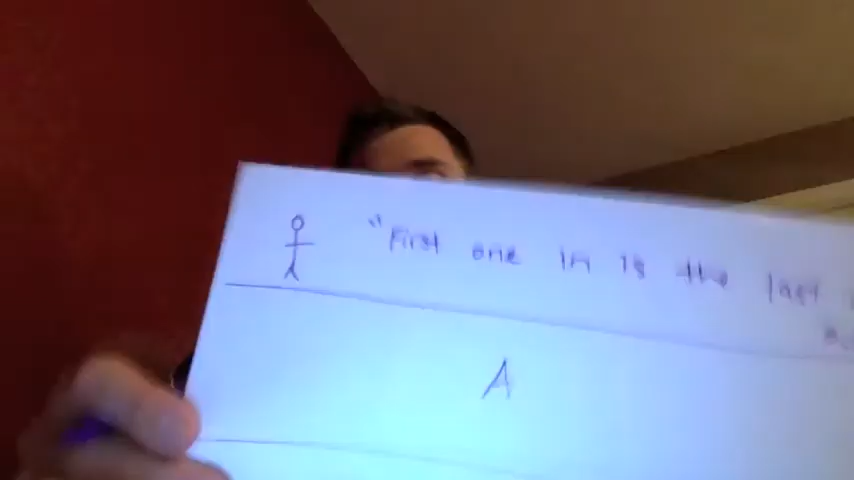 "First one in is the last
A